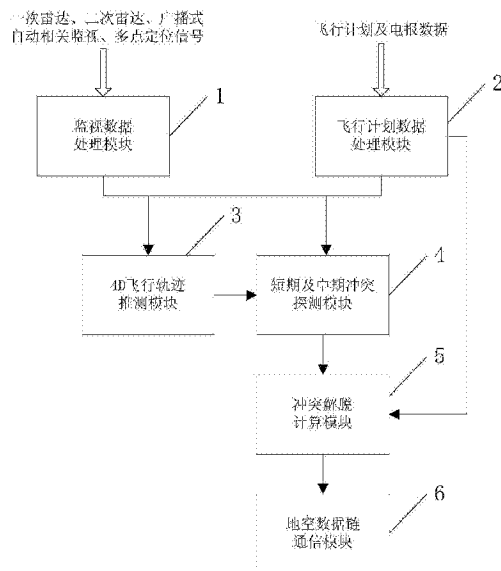 一次雷达、二次雷达、广播式
自动相关监视、多点定位信号
飞行计划及电报数据
1
2
监视数据
处理模块
飞行计划数据
处理模块
3
4
4D飞行轨迹
推测模块
短期及中期冲突
探测模块
5
冲突解脱
计算模块
6
地空数据链
通信模块